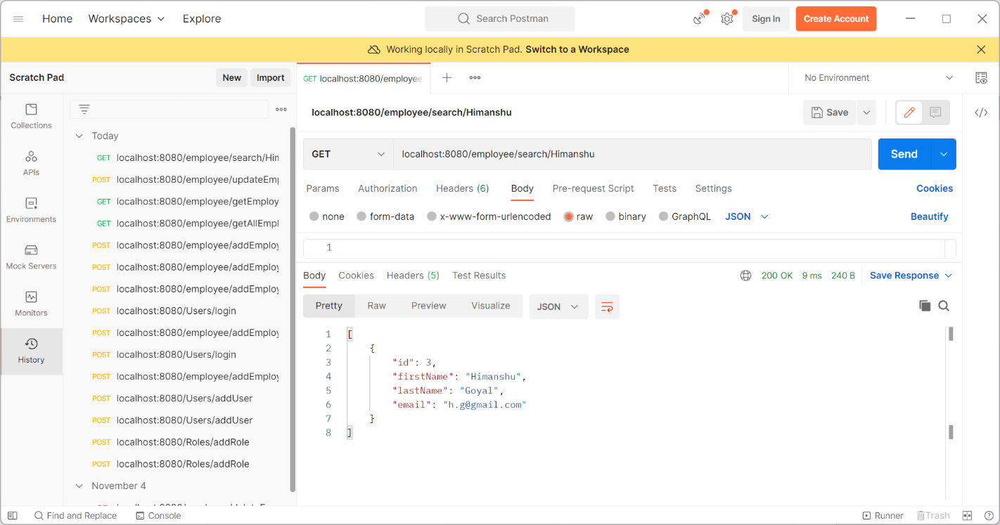 Home Workspaces Explore Search Postman Sign In Create Account
Working locally in Scratch Pad. Switch to a Workspace
Scratch Pad New Import GET localhost:8080/employee No Environment
localhost:8080/employee/search/Himanshu Save
Collections
APIs
Environments
Mock Servers
Monitors
History
Today
GET localhost:8080/employee/search/Him
POST localhost:8080/employee/updateEmp
GET localhost:8080/employee/getEmploy
GET localhost:8080/employee/getAllEmpl
POST localhost:8080/employee/addEmploy
POST localhost:8080/employee/addEmploy
POST localhost:8080/employee/addEmploy
POST localhost:8080/Users/login
POST localhost:8080/employee/addEmploy
POST localhost:8080/Users/login
POST localhost:8080/employee/addEmploy
POST localhost:8080/Users/addUser
POST localhost:8080/Users/addUser
POST localhost:8080/Roles/addRole
POST localhost:8080/Roles/addRole
November 4
GET localhost:8080/employee/search/Himanshu Send
Params Authorization Headers (6) Body Pre-request Script Tests Settings Cookies
none form-data x-www-form-urlencoded raw binary GraphQL JSON Beautify
1
Body Cookies Headers (5) Test Results 200 OK 9 ms 240 B Save Response
Pretty Raw Preview Visualize JSON
1 [
2 {
3 "id": 3,
4 "firstName": "Himanshu",
5 "lastName": "Goyal",
6 "email": "h.g@gmail.com"
7 }
8 ]
Find and Replace Console Runner Trash